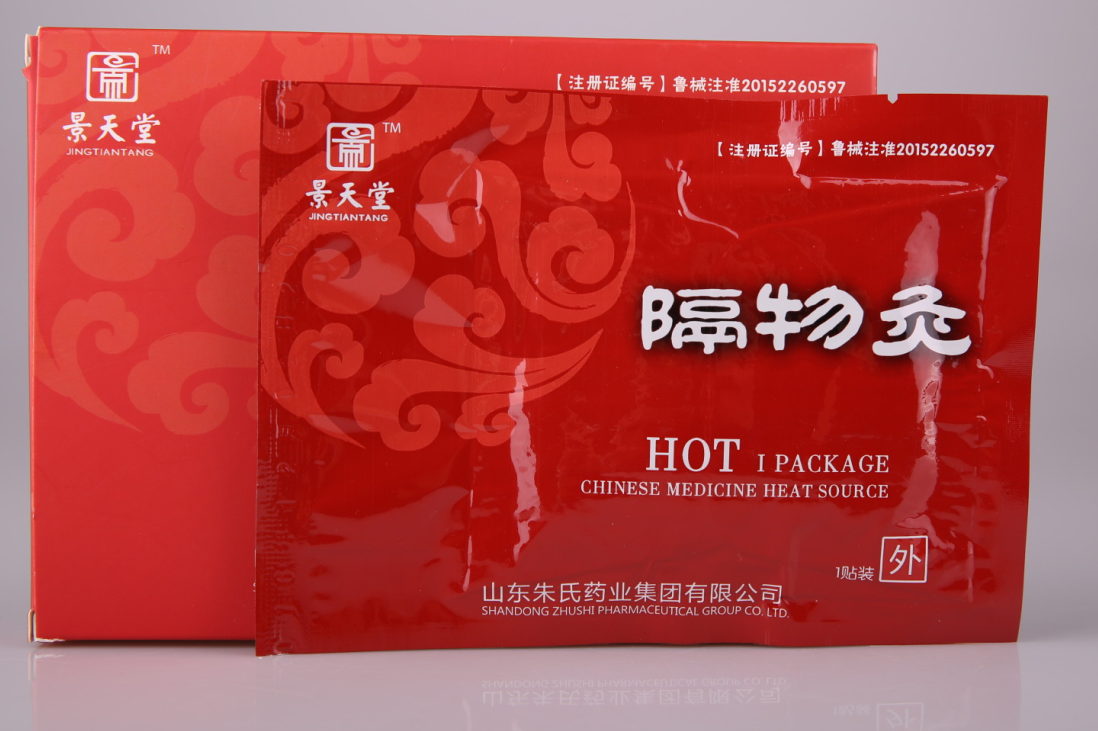 TM
景天堂
JINGTIANTANG
【注册证编号】鲁械注准20152260597
TM
景天堂
JINGTIANTANG
【注册证编号】鲁械注准20152260597
隔物灸
HOT I PACKAGE
CHINESE MEDICINE HEAT SOURCE
1贴装 外
山东朱氏药业集团有限公司
SHANDONG ZHUSHI PHARMACEUTICAL GROUP CO. LTD.